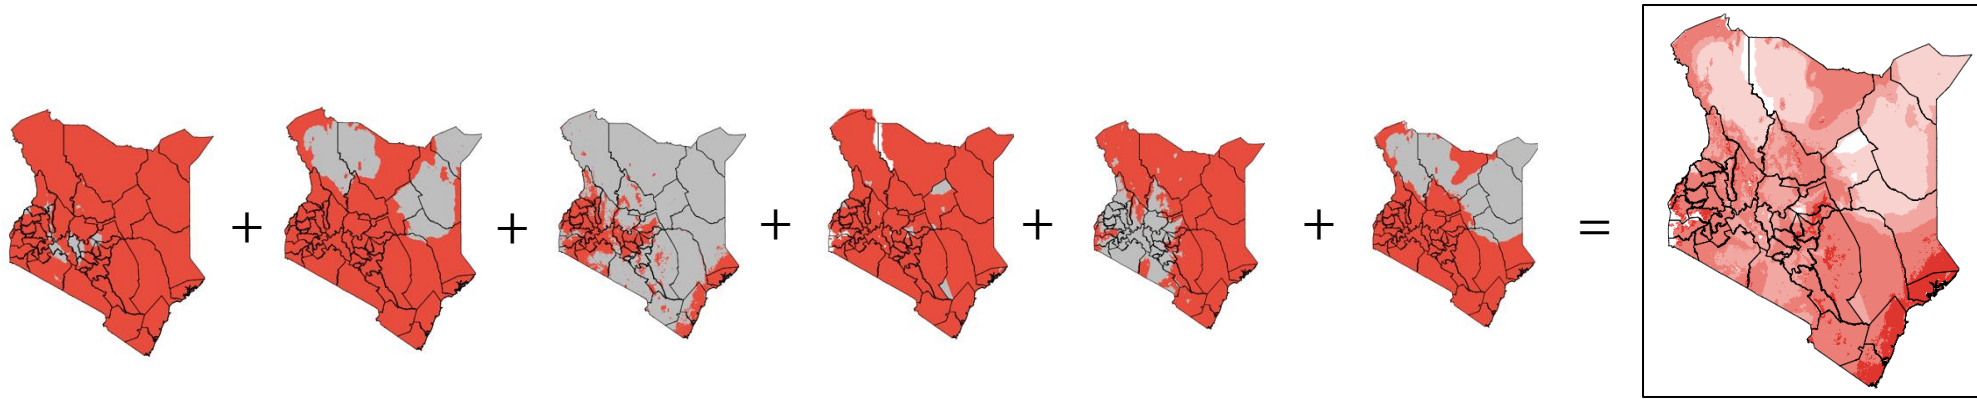 + + + + + =